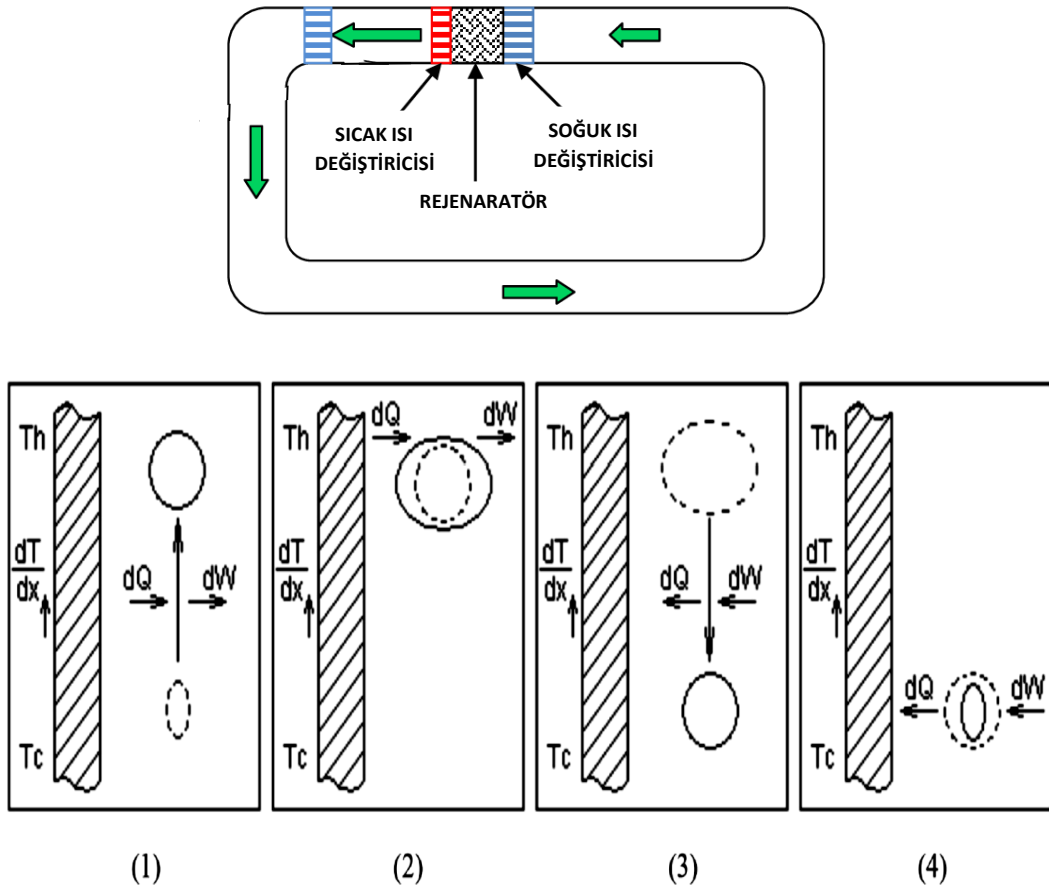 SICAK ISI
DEĞİŞTİRİCİSİ
SOĞUK ISI
DEĞİŞTİRİCİSİ
REJENARATÖR
Th
dT
dx
dQ
dW
Tc
(1)
dQ
dW
Th
dT
dx
Tc
(2)
Th
dT
dx
dQ
dW
Tc
(3)
Th
dT
dx
dQ
dW
Tc
(4)